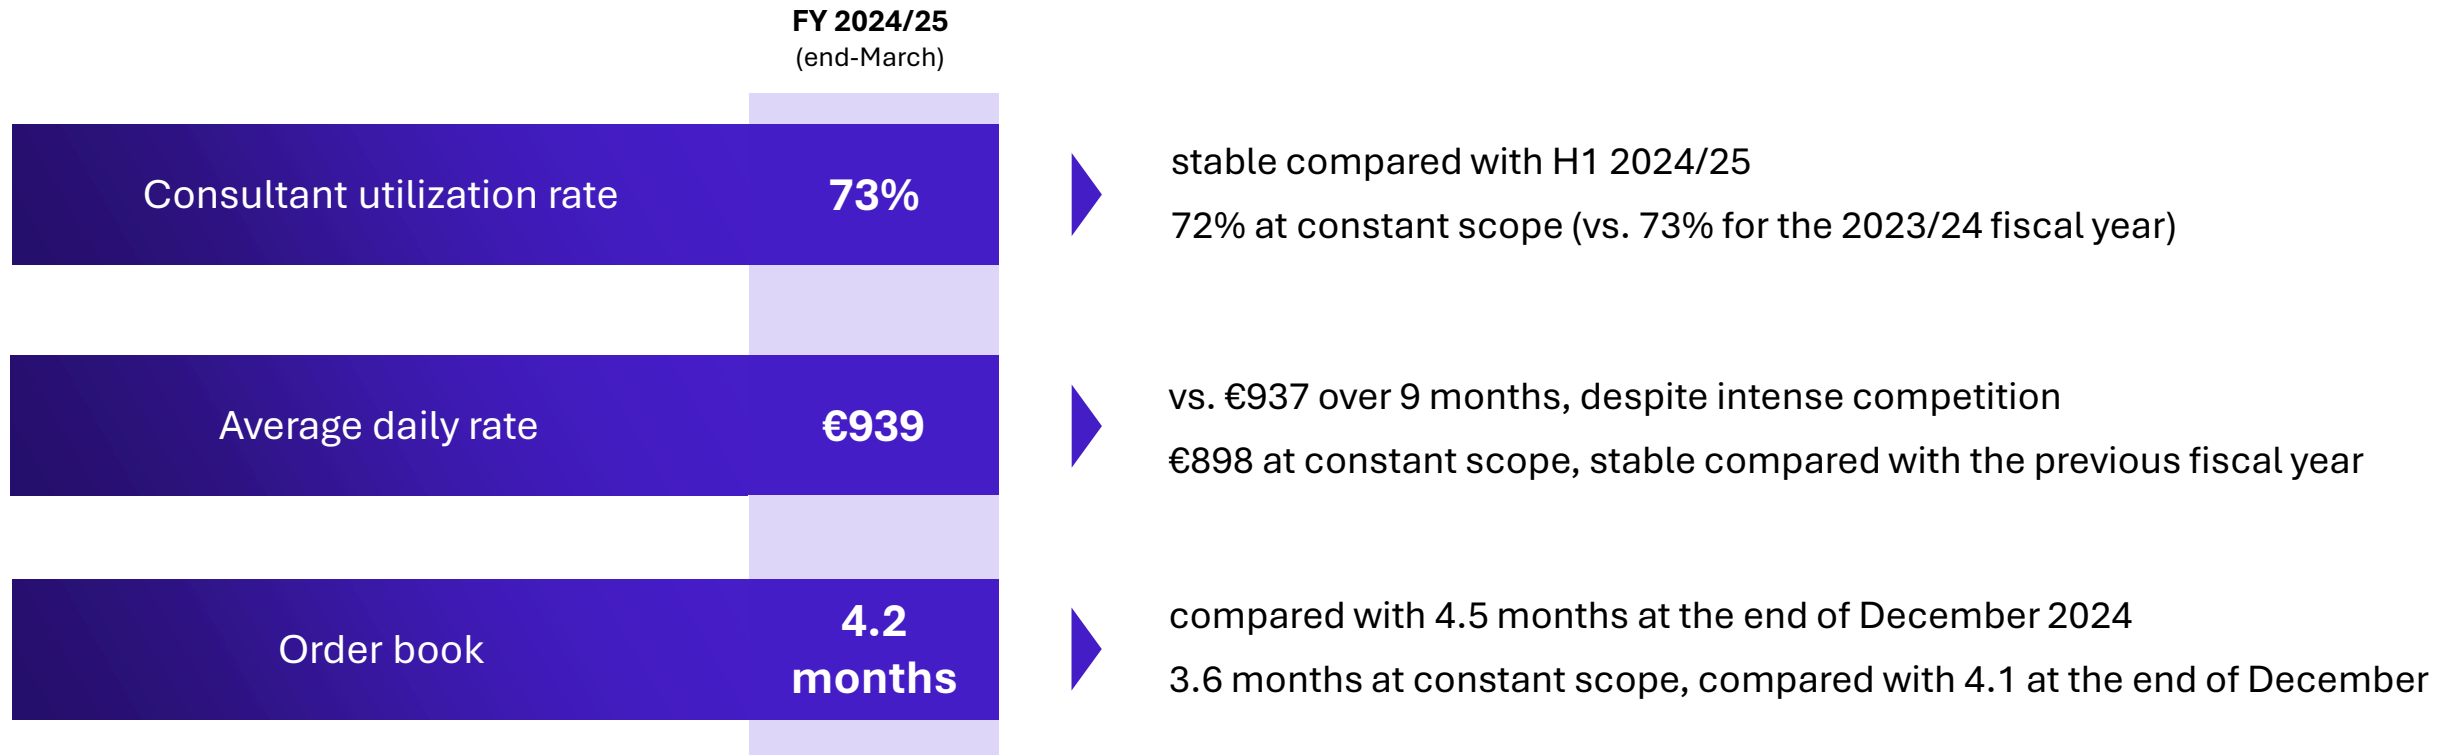 FY 2024/25
(end-March)
Consultant utilization rate
73%
stable compared with H1 2024/25
72% at constant scope (vs. 73% for the 2023/24 fiscal year)
Average daily rate
€939
vs. €937 over 9 months, despite intense competition
€898 at constant scope, stable compared with the previous fiscal year
Order book
4.2
months
compared with 4.5 months at the end of December 2024
3.6 months at constant scope, compared with 4.1 at the end of December